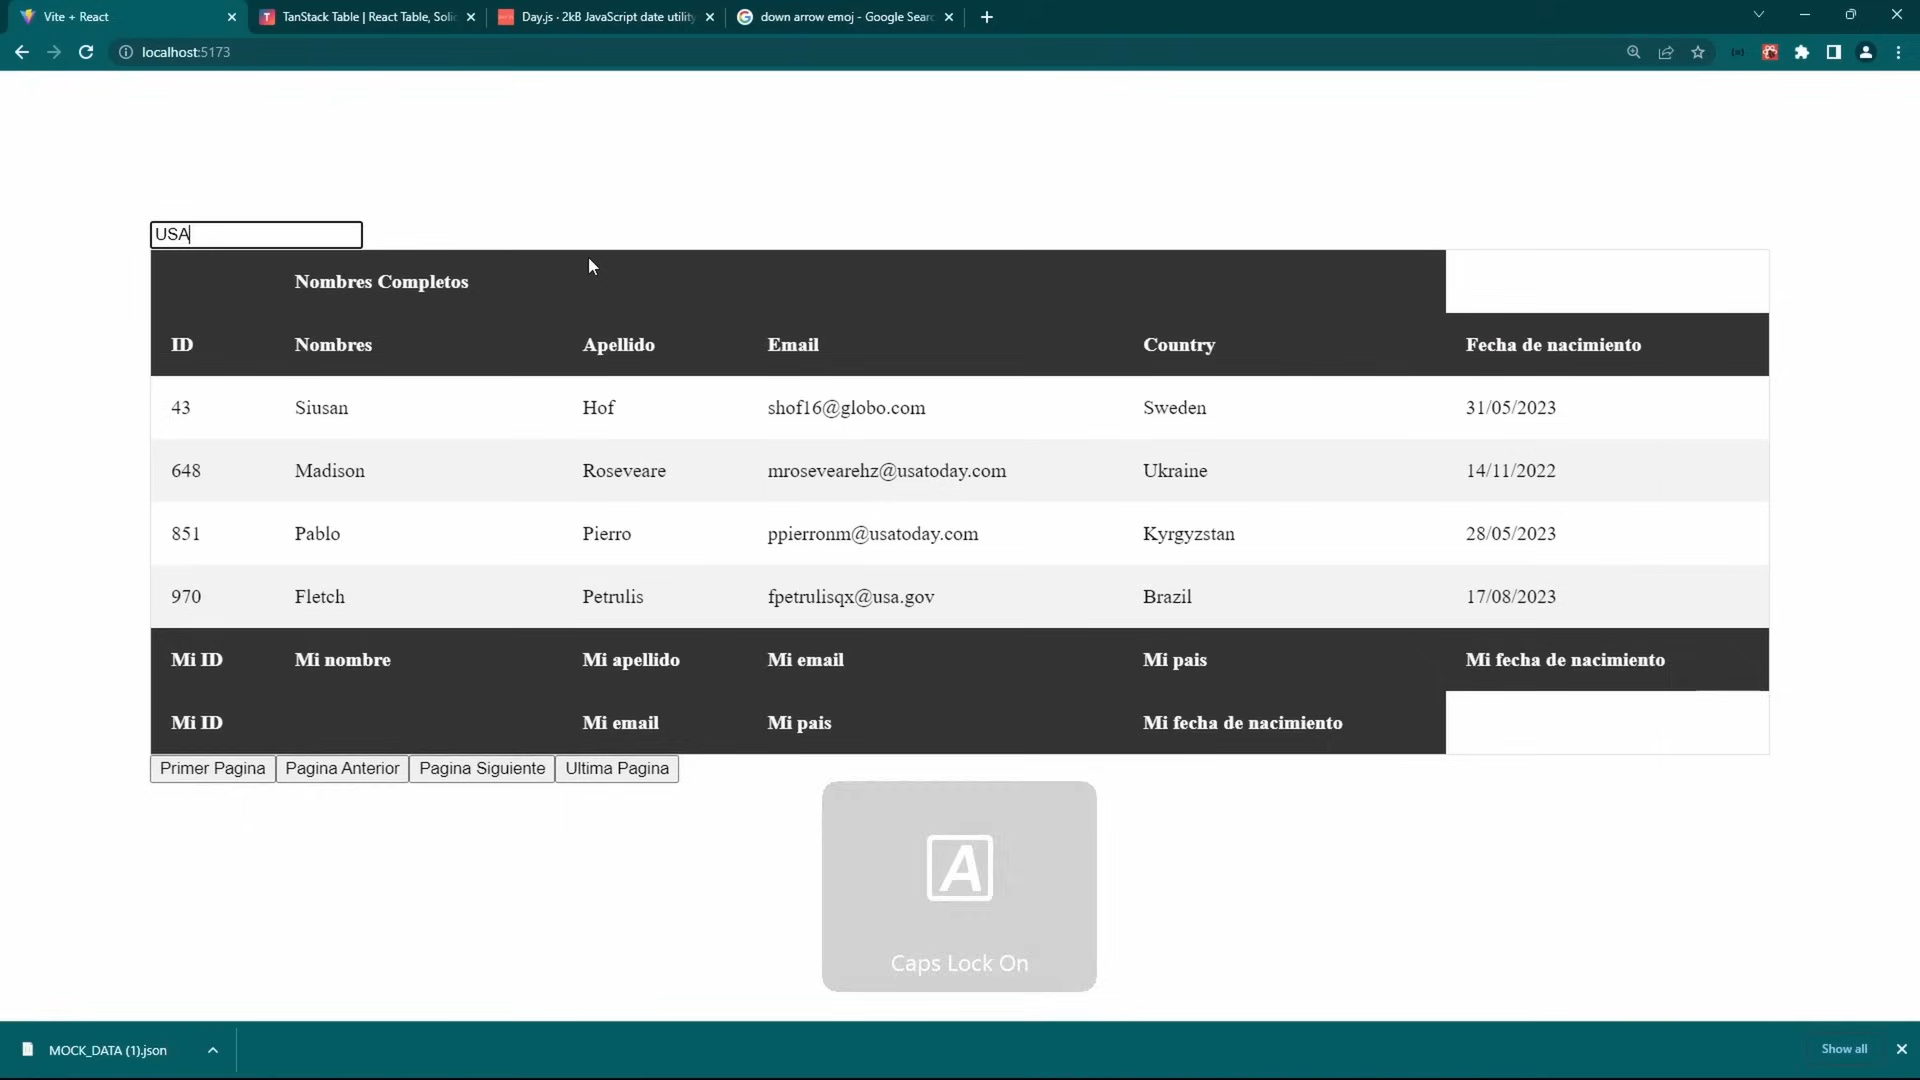 Vite + React
TanStack Table | React Table, Solid
Day.js · 2kB JavaScript date utility
down arrow emoj - Google Searc
localhost:5173
USA
Nombres Completos
ID Nombres Apellido Email Country Fecha de nacimiento
43 Siusan Hof shof16@globo.com Sweden 31/05/2023
648 Madison Roseveare mrosevearehz@usatoday.com Ukraine 14/11/2022
851 Pablo Pierro ppierronm@usatoday.com Kyrgyzstan 28/05/2023
970 Fletch Petrulis fpetrulisqx@usa.gov Brazil 17/08/2023
Mi ID Mi nombre Mi apellido Mi email Mi pais Mi fecha de nacimiento
Mi ID Mi email Mi pais Mi fecha de nacimiento
Primer Pagina Pagina Anterior Pagina Siguiente Ultima Pagina
A
Caps Lock On
MOCK_DATA (1).json
Show all